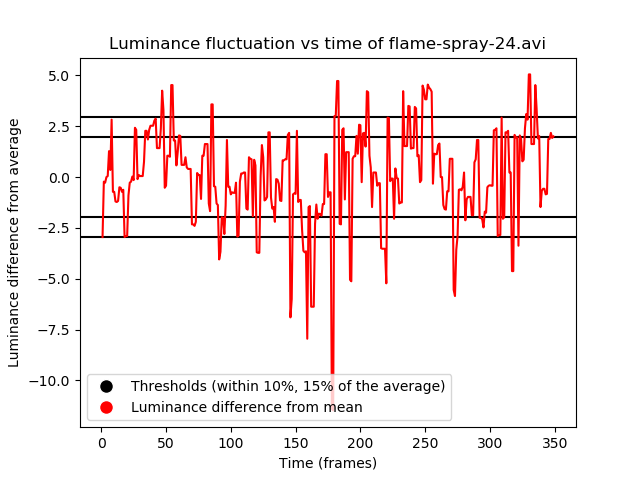 Luminance fluctuation vs time of flame-spray-24.avi
Luminance difference from average
5.0
2.5
0.0
−2.5
−5.0
−7.5
−10.0
Thresholds (within 10%, 15% of the average)
Luminance difference from mean
0 50 100 150 200 250 300 350
Time (frames)